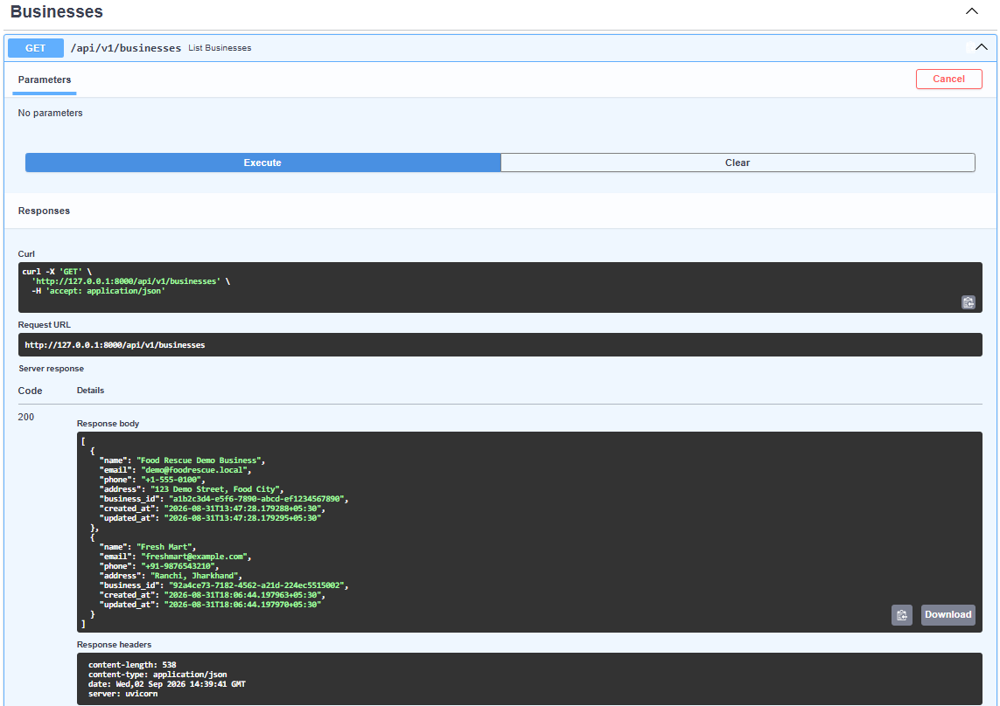 Businesses
GET /api/v1/businesses List Businesses
Parameters
Cancel
No parameters
Execute
Clear
Responses
Curl
curl -X 'GET' \
  'http://127.0.0.1:8000/api/v1/businesses' \
  -H 'accept: application/json'
Request URL
http://127.0.0.1:8000/api/v1/businesses
Server response
Code Details
200
Response body
[
  {
    "name": "Food Rescue Demo Business",
    "email": "demo@foodrescue.local",
    "phone": "+1-555-0100",
    "address": "123 Demo Street, Food City",
    "business_id": "a1b2c3d4-e5f6-7890-abcd-ef1234567890",
    "created_at": "2026-08-31T13:47:28.179288+05:30",
    "updated_at": "2026-08-31T13:47:28.179295+05:30"
  },
  {
    "name": "Fresh Mart",
    "email": "freshmart@example.com",
    "phone": "+91-9876543210",
    "address": "Ranchi, Jharkhand",
    "business_id": "92a4ce73-7182-4562-a21d-224ec5515002",
    "created_at": "2026-08-31T18:06:44.197963+05:30",
    "updated_at": "2026-08-31T18:06:44.197970+05:30"
  }
]
Download
Response headers
content-length: 538
content-type: application/json
date: Wed,02 Sep 2026 14:39:41 GMT
server: uvicorn